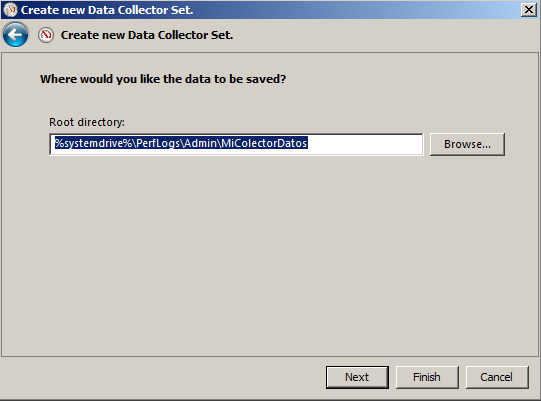 Create new Data Collector Set.
Create new Data Collector Set.
Where would you like the data to be saved?
Root directory:
%systemdrive%\PerfLogs\Admin\MiColectorDatos
Browse...
Next
Finish
Cancel